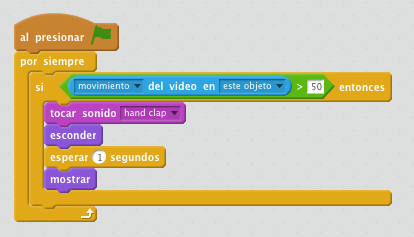 al presionar
por siempre
si movimiento del video en este objeto > 50 entonces
tocar sonido hand clap
esconder
esperar 1 segundos
mostrar